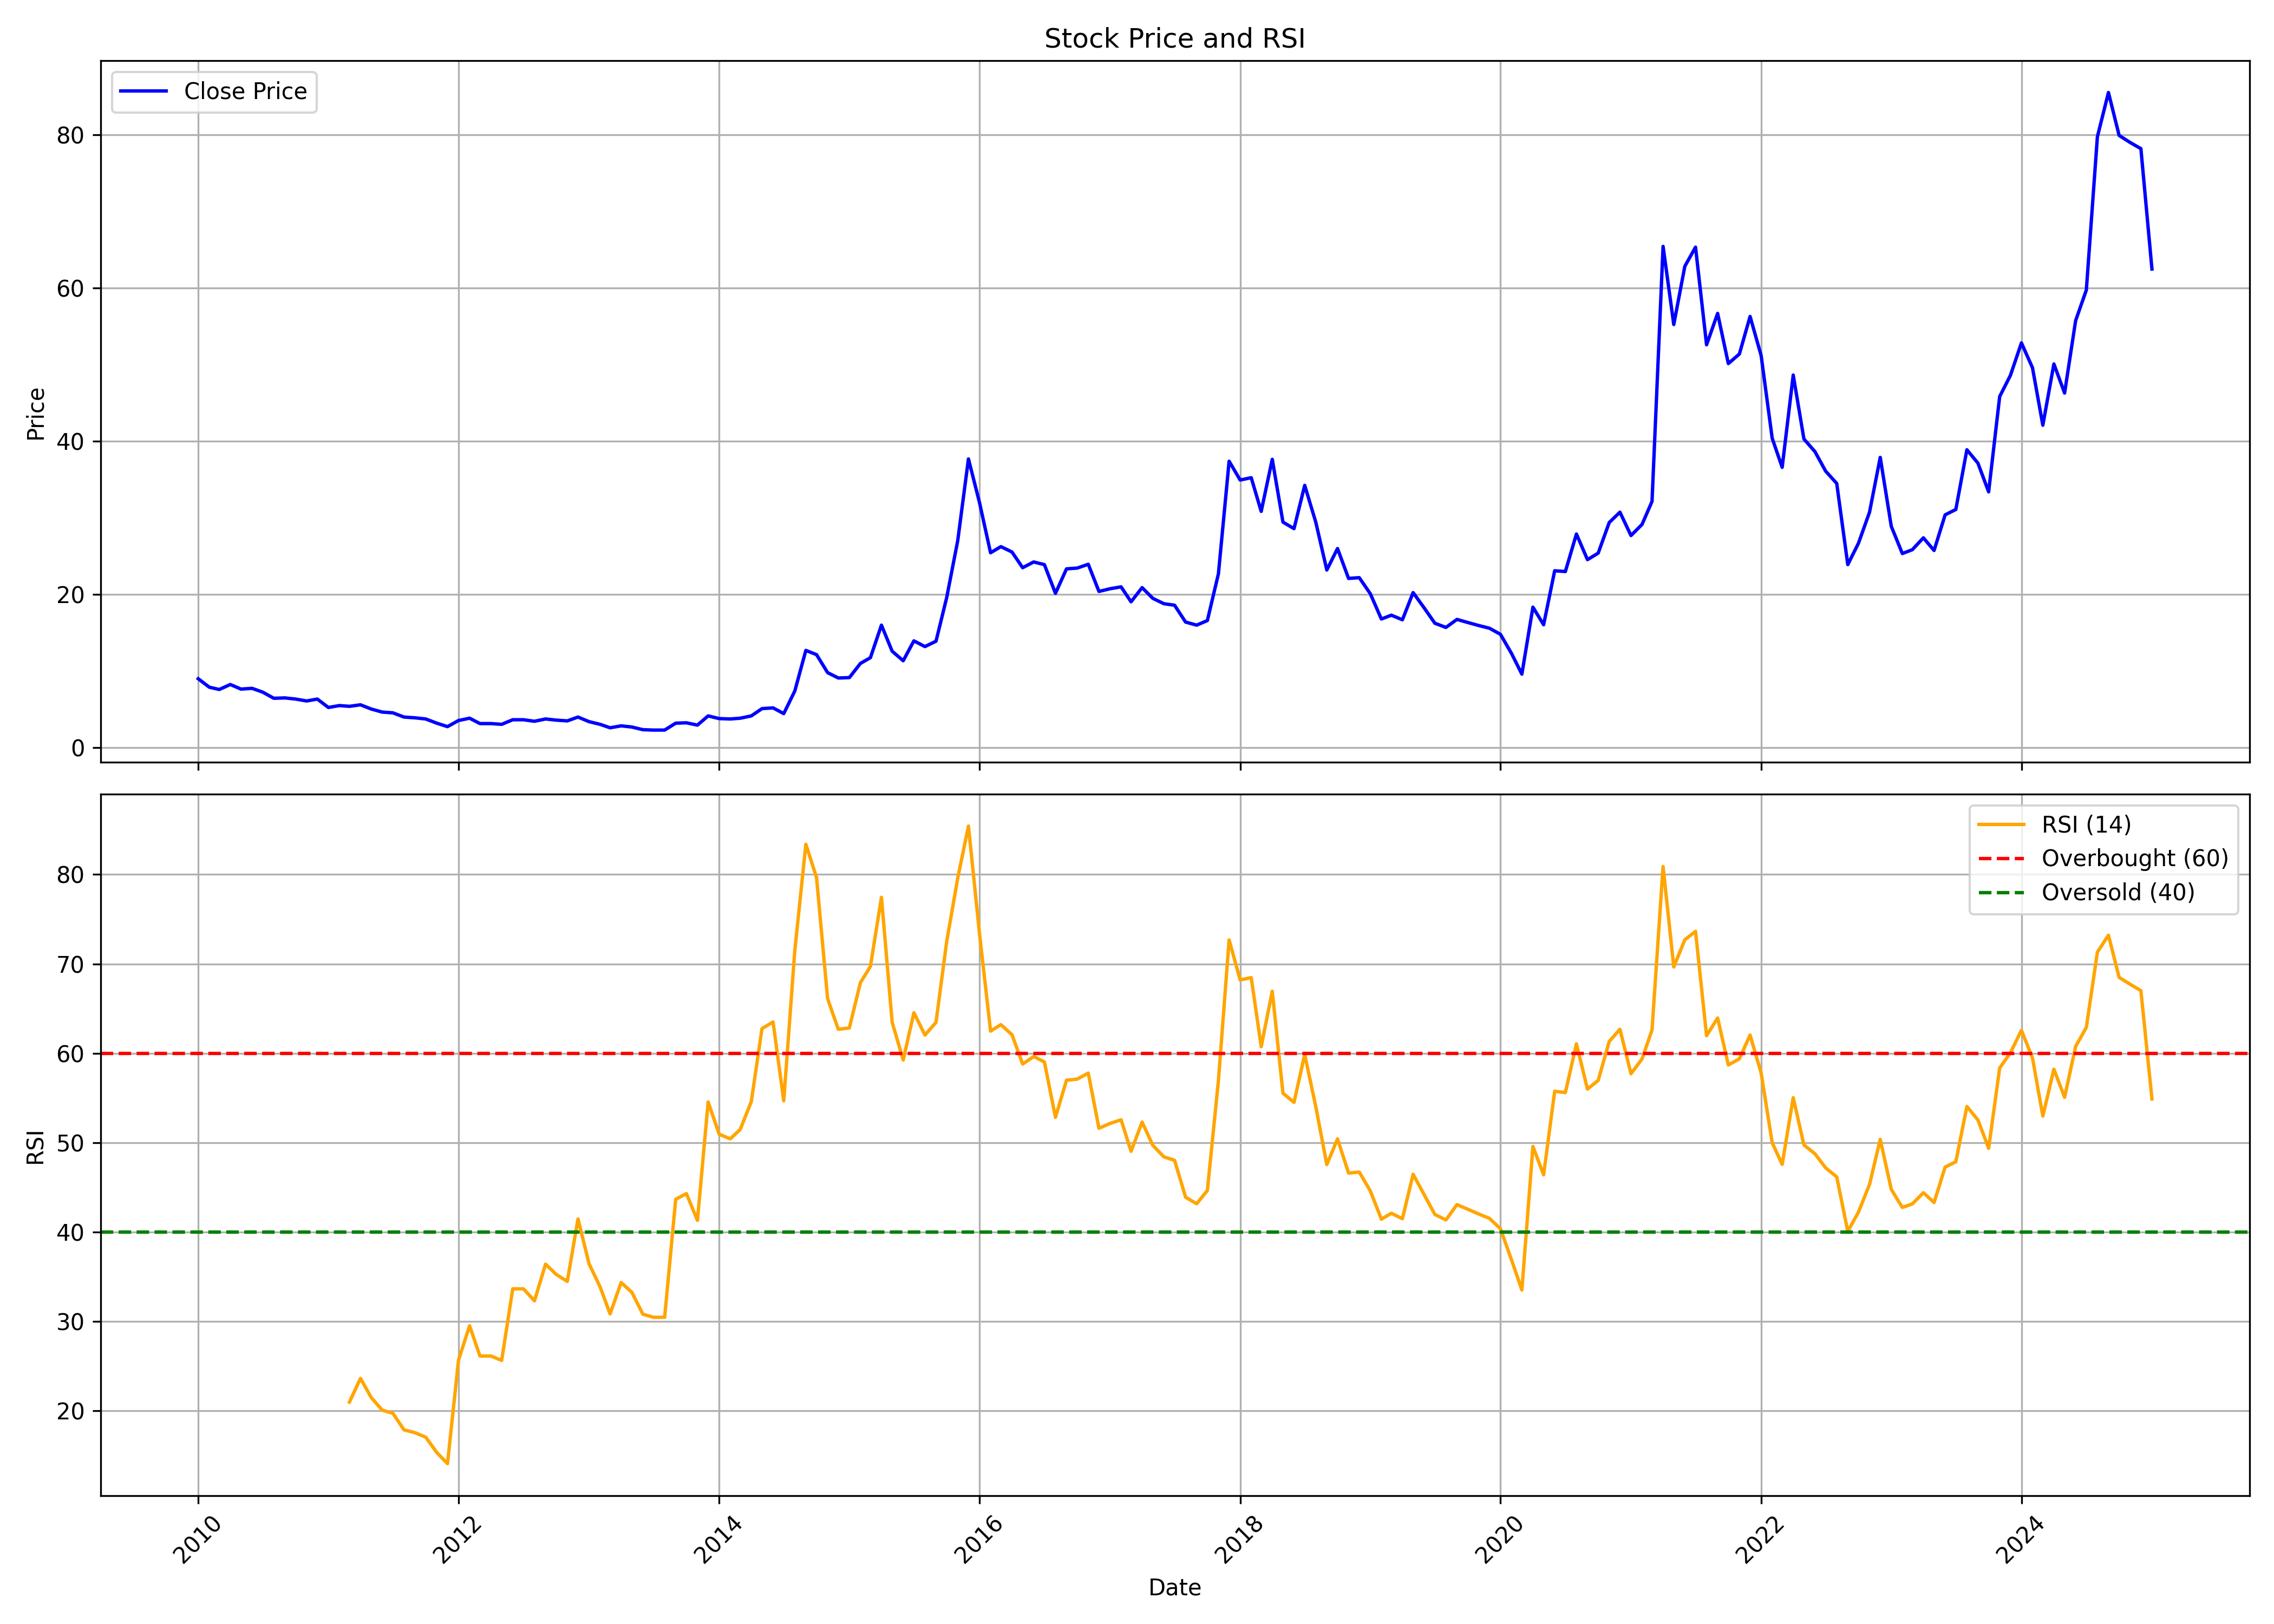 Stock Price and RSI
Close Price
80
60
40
20
0
Price
RSI (14)
Overbought (60)
Oversold (40)
80
70
60
50
40
30
20
RSI
2010
2012
2014
2016
2018
2020
2022
2024
Date